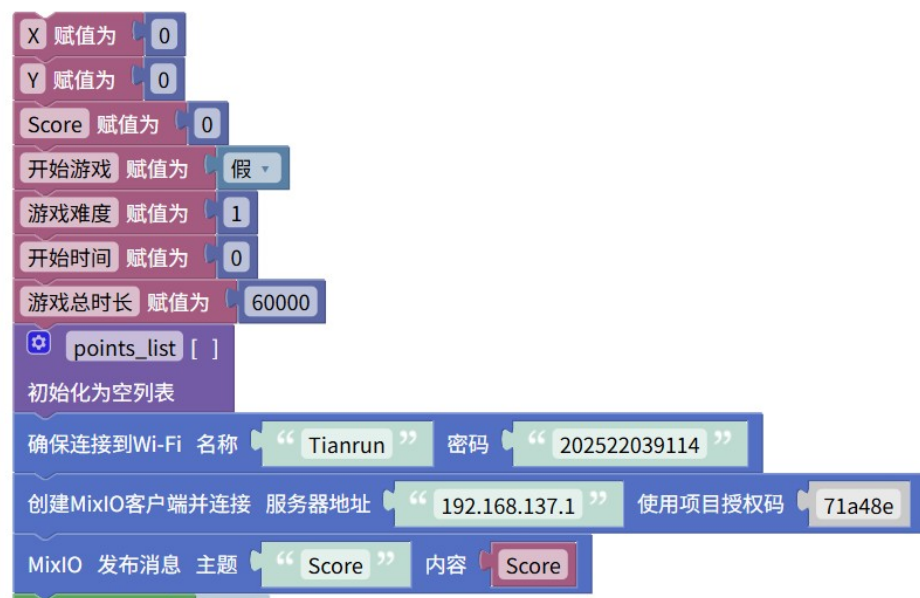 X 赋值为 0
Y 赋值为 0
Score 赋值为 0
开始游戏 赋值为 假
游戏难度 赋值为 1
开始时间 赋值为 0
游戏总时长 赋值为 60000
points_list [ ]
初始化为空列表
确保连接到Wi-Fi 名称 “ Tianrun ” 密码 “ 202522039114 ”
创建MixIO客户端并连接 服务器地址 “ 192.168.137.1 ” 使用项目授权码 71a48e
MixIO 发布消息 主题 “ Score ” 内容 Score